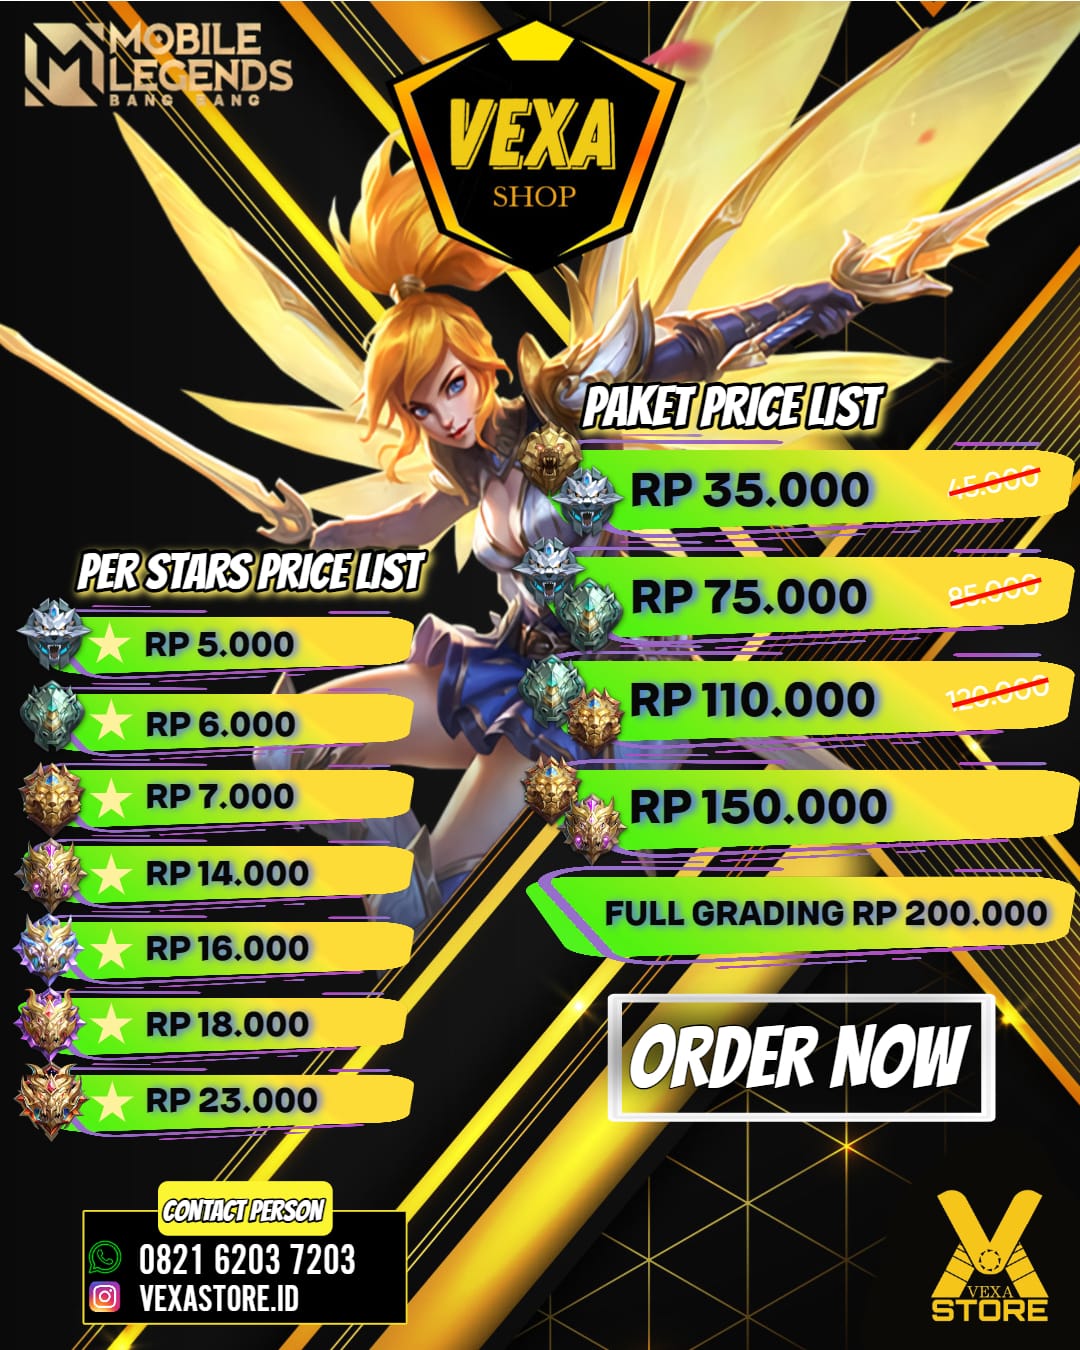 MOBILE
LEGENDS
BANG BANG
VEXA
SHOP
PAKET PRICE LIST
RP 35.000 45.000
RP 75.000 85.000
RP 110.000 120.000
RP 150.000
FULL GRADING RP 200.000
PER STARS PRICE LIST
RP 5.000
RP 6.000
RP 7.000
RP 14.000
RP 16.000
RP 18.000
RP 23.000
ORDER NOW
CONTACT PERSON
0821 6203 7203
VEXASTORE.ID
VEXA
STORE